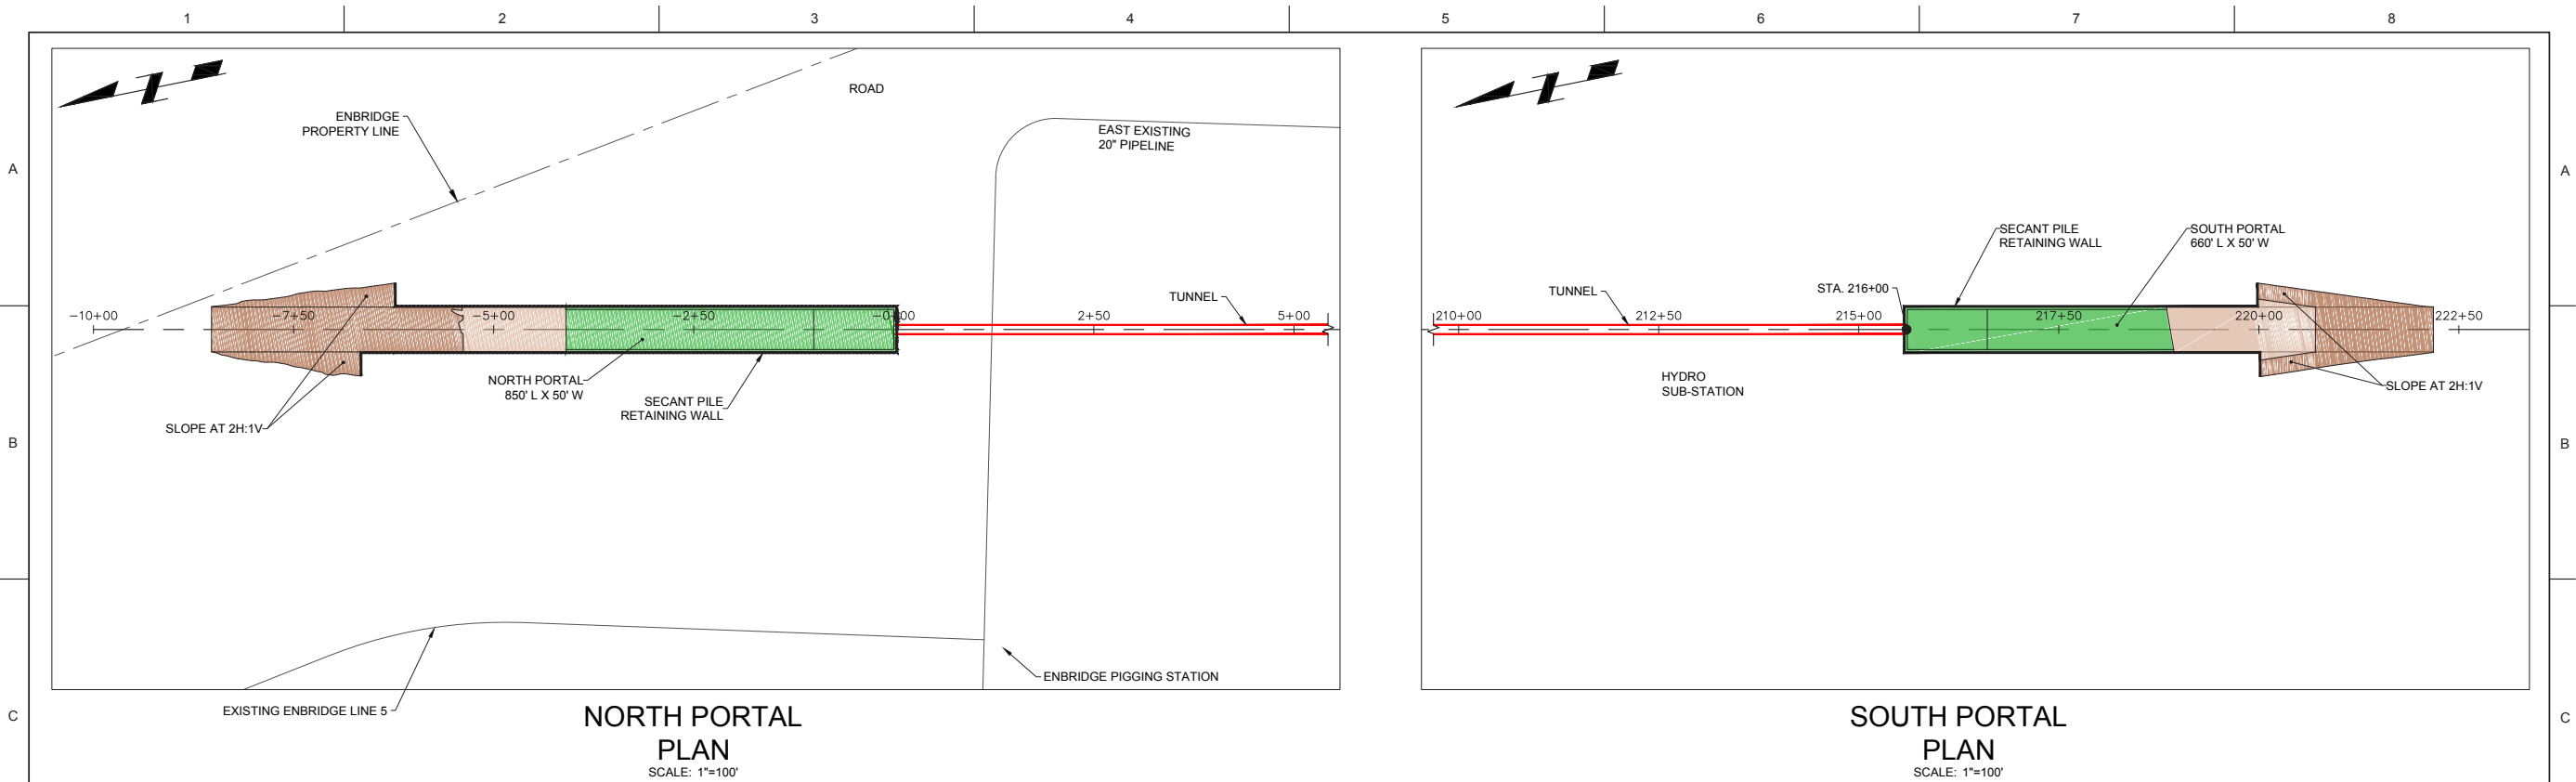 1 2 3 4 5 6 7 8
A A
B B
C C
ROAD
ENBRIDGE
PROPERTY LINE
EAST EXISTING
20" PIPELINE
TUNNEL
-10+00 -7+50 -5+00 -2+50 -0+00 2+50 5+00
NORTH PORTAL
850' L X 50' W
SECANT PILE
RETAINING WALL
SLOPE AT 2H:1V
ENBRIDGE PIGGING STATION
EXISTING ENBRIDGE LINE 5
NORTH PORTAL
PLAN
SCALE: 1"=100'
SECANT PILE
RETAINING WALL
SOUTH PORTAL
660' L X 50' W
TUNNEL
STA. 216+00
210+00 212+50 215+00 217+50 220+00 222+50
HYDRO
SUB-STATION
SLOPE AT 2H:1V
SOUTH PORTAL
PLAN
SCALE: 1"=100'